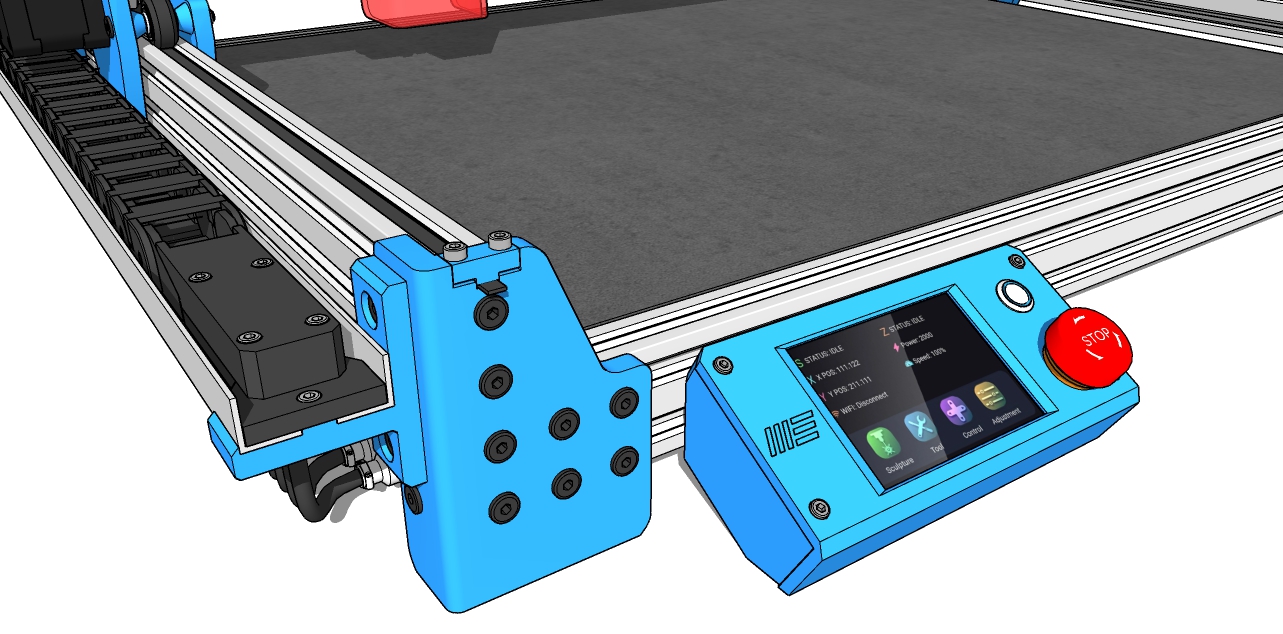 S STATUS: IDLE
Z STATUS: IDLE
X X POS: 111.122
Power: 2000
Y Y POS: 211.111
Speed: 100%
WIFI: Disconnect
Sculpture
Tool
Control
Adjustment
STOP